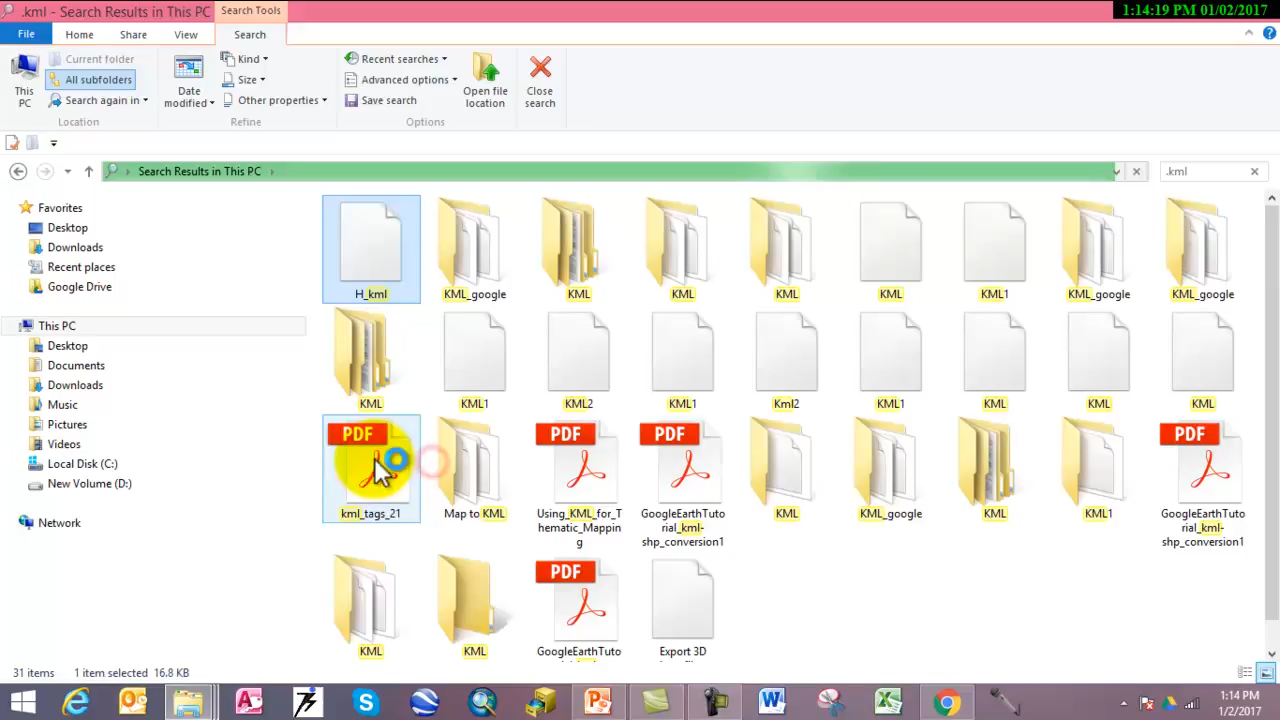 .kml - Search Results in This PC
Search Tools
1:14:19 PM 01/02/2017
File
Home
Share
View
Search
This PC
Current folder
All subfolders
Search again in
Location
Date modified
Kind
Size
Other properties
Refine
Recent searches
Advanced options
Save search
Options
Open file location
Close search
Search Results in This PC
.kml
Favorites
Desktop
Downloads
Recent places
Google Drive
This PC
Desktop
Documents
Downloads
Music
Pictures
Videos
Local Disk (C:)
New Volume (D:)
Network
H_kml
KML_google
KML
KML
KML
KML
KML1
KML_google
KML_google
KML
KML1
KML2
KML1
Kml2
KML1
KML
KML
KML
PDF
kml_tags_21
Map to KML
PDF
Using_KML_for_T
hematic_Mappin
g
PDF
GoogleEarthTuto
rial_kml-
shp_conversion1
KML
KML_google
KML
KML1
PDF
GoogleEarthTuto
rial_kml-
shp_conversion1
KML
KML
PDF
GoogleEarthTuto
Export 3D
31 items
1 item selected 16.8 KB
1:14 PM
1/2/2017